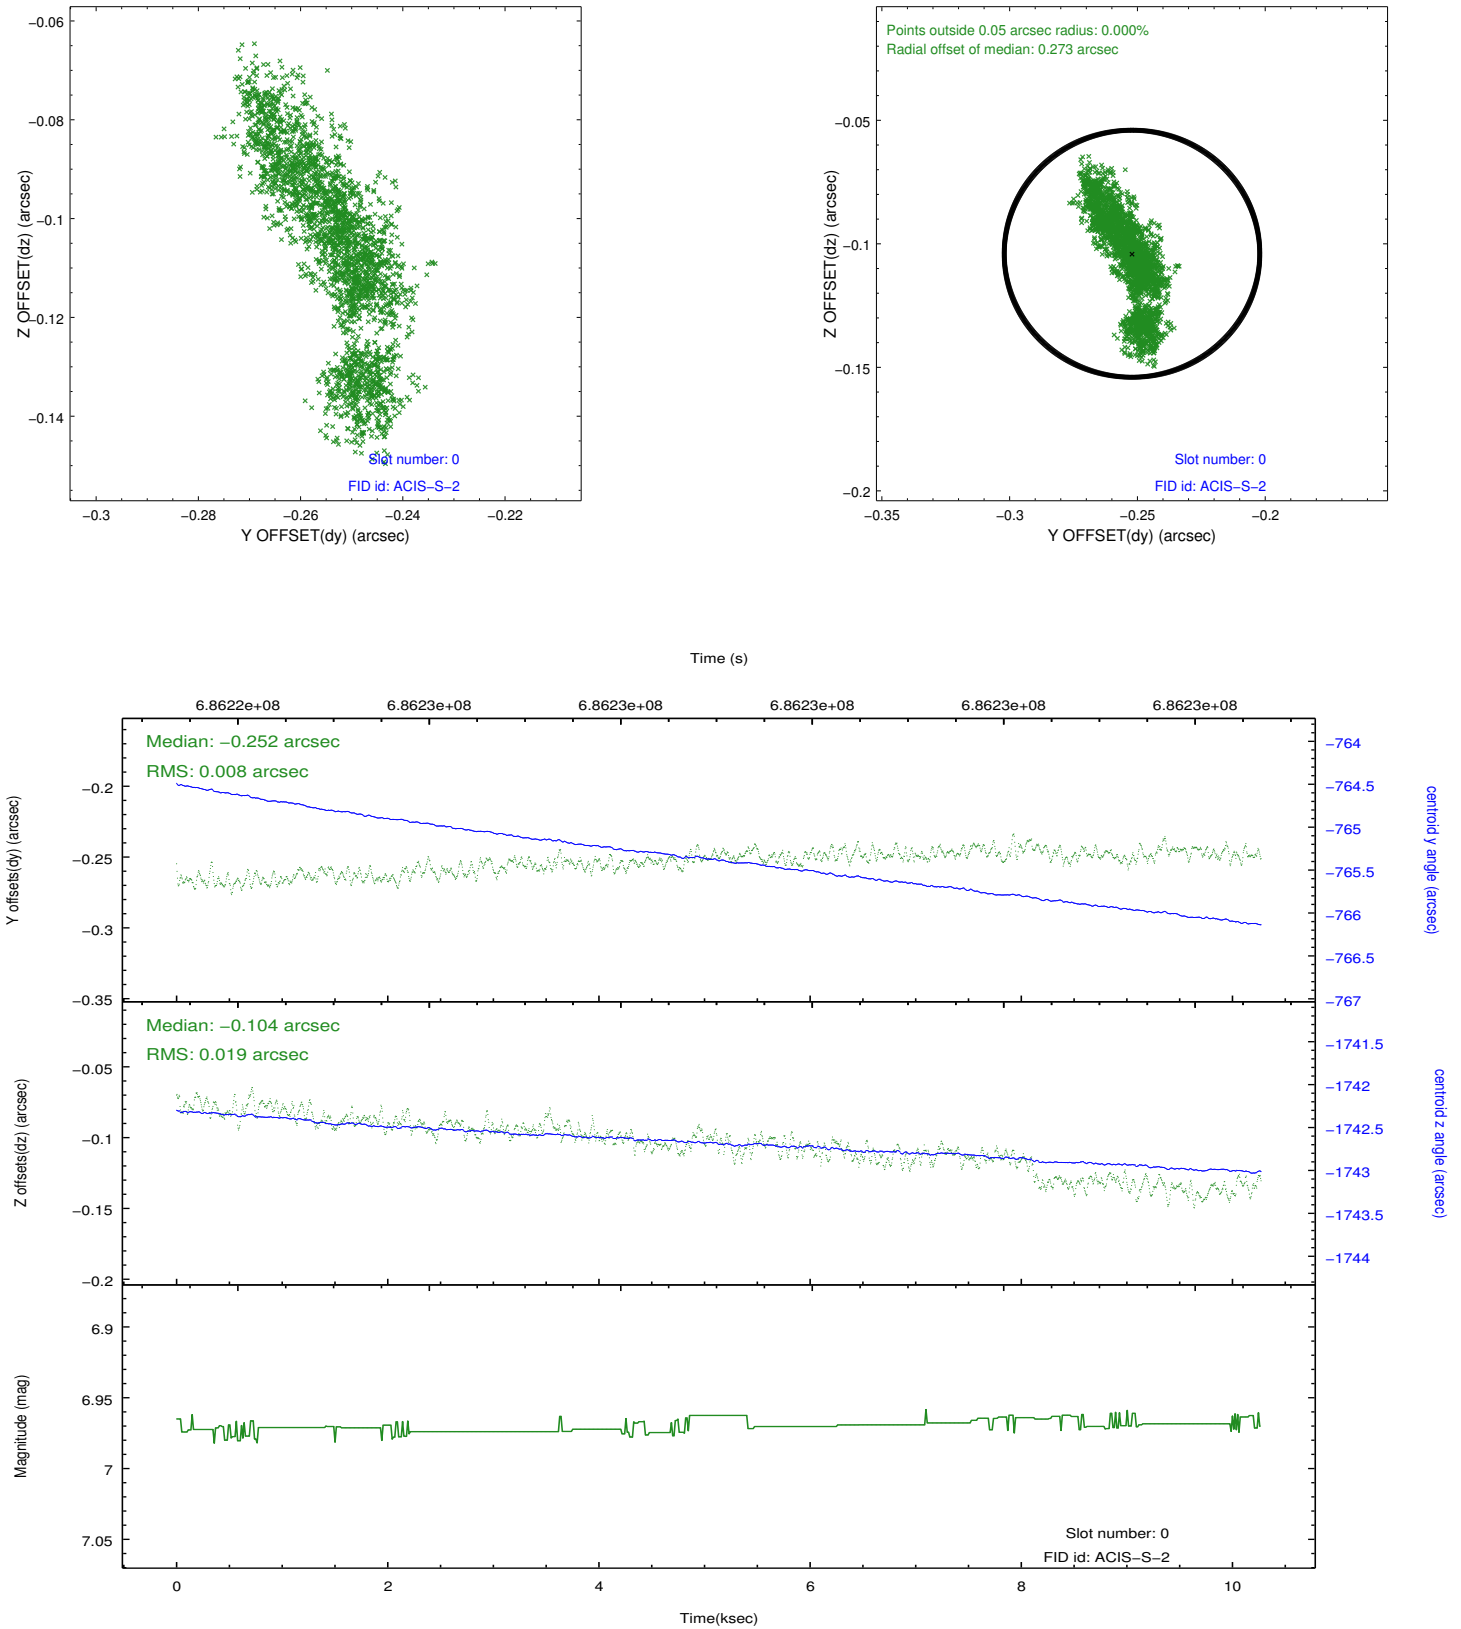 −0.06
−0.08
−0.1
−0.12
−0.14
Z OFFSET(dz) (arcsec)
Slot number: 0
FID id: ACIS−S−2
−0.3
−0.28
−0.26
−0.24
−0.22
Y OFFSET(dy) (arcsec)
Points outside 0.05 arcsec radius: 0.000%
Radial offset of median: 0.273 arcsec
−0.05
−0.1
−0.15
−0.2
Z OFFSET(dz) (arcsec)
Slot number: 0
FID id: ACIS−S−2
−0.35
−0.3
−0.25
−0.2
Y OFFSET(dy) (arcsec)
Time (s)
6.8622e+08
6.8623e+08
6.8623e+08
6.8623e+08
6.8623e+08
6.8623e+08
Median: −0.252 arcsec
RMS: 0.008 arcsec
−0.2
−0.25
−0.3
−0.35
Y offsets(dy) (arcsec)
−764
−764.5
−765
−765.5
−766
−766.5
−767
centroid y angle (arcsec)
Median: −0.104 arcsec
RMS: 0.019 arcsec
−0.05
−0.1
−0.15
−0.2
Z offsets(dz) (arcsec)
−1741.5
−1742
−1742.5
−1743
−1743.5
−1744
centroid z angle (arcsec)
6.9
6.95
7
7.05
Magnitude (mag)
Slot number: 0
FID id: ACIS−S−2
0
2
4
6
8
10
Time(ksec)